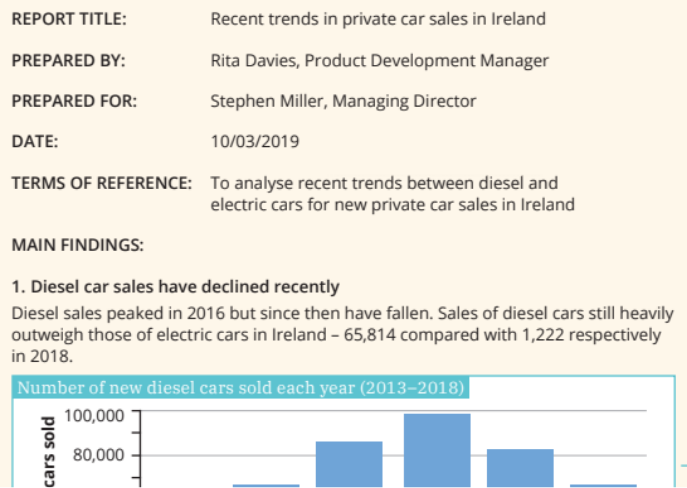 REPORT TITLE: Recent trends in private car sales in Ireland
PREPARED BY: Rita Davies, Product Development Manager
PREPARED FOR: Stephen Miller, Managing Director
DATE: 10/03/2019
TERMS OF REFERENCE: To analyse recent trends between diesel and
electric cars for new private car sales in Ireland
MAIN FINDINGS:
1. Diesel car sales have declined recently
Diesel sales peaked in 2016 but since then have fallen. Sales of diesel cars still heavily
outweigh those of electric cars in Ireland – 65,814 compared with 1,222 respectively
in 2018.
Number of new diesel cars sold each year (2013–2018)
cars sold
100,000
80,000